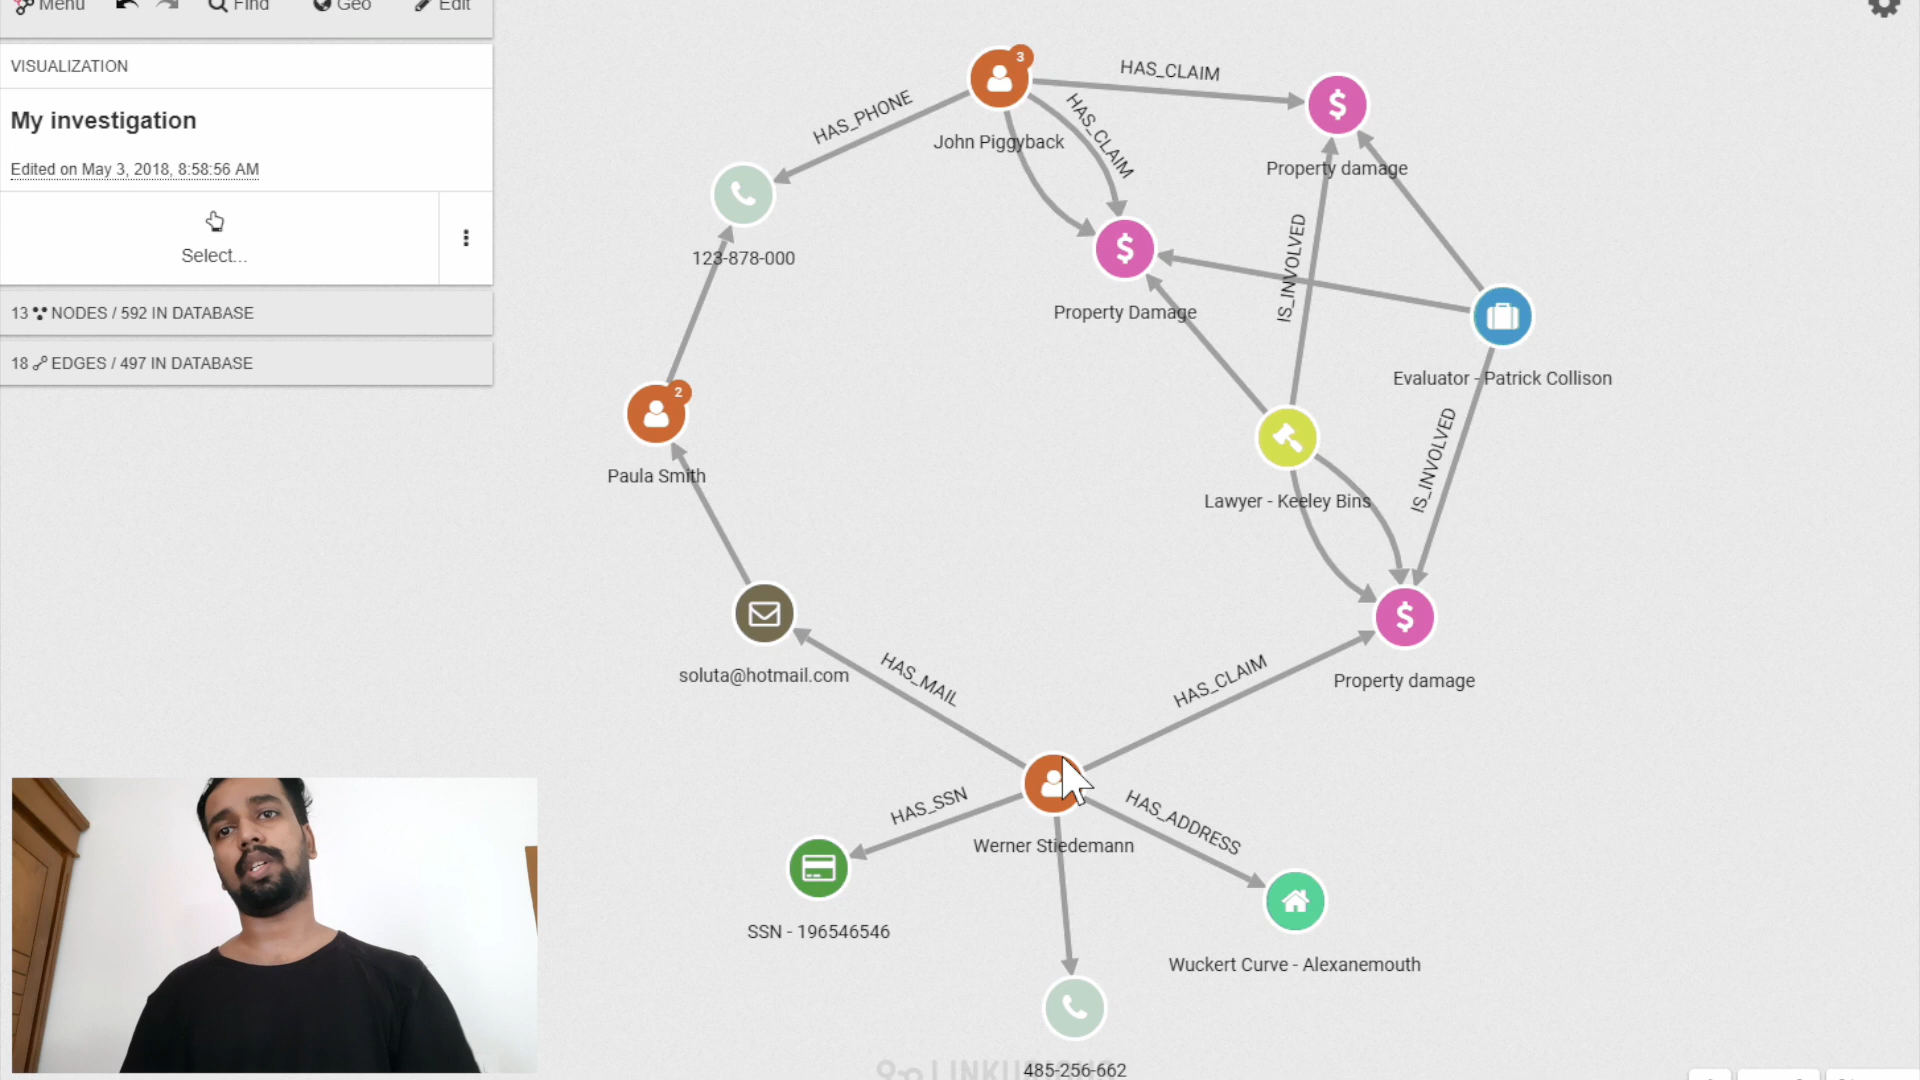 Menu
Find
Geo
Edit
VISUALIZATION
My investigation
Edited on May 3, 2018, 8:58:56 AM
Select...
13 NODES / 592 IN DATABASE
18 EDGES / 497 IN DATABASE
3
HAS_CLAIM
HAS_PHONE
HAS_CLAIM
John Piggyback
Property damage
123-878-000
IS_INVOLVED
Property Damage
Evaluator - Patrick Collison
2
IS_INVOLVED
Paula Smith
Lawyer - Keeley Bins
soluta@hotmail.com
HAS_MAIL
HAS_CLAIM
Property damage
HAS_SSN
HAS_ADDRESS
Werner Stiedemann
SSN - 196546546
Wuckert Curve - Alexanemouth
485-256-662